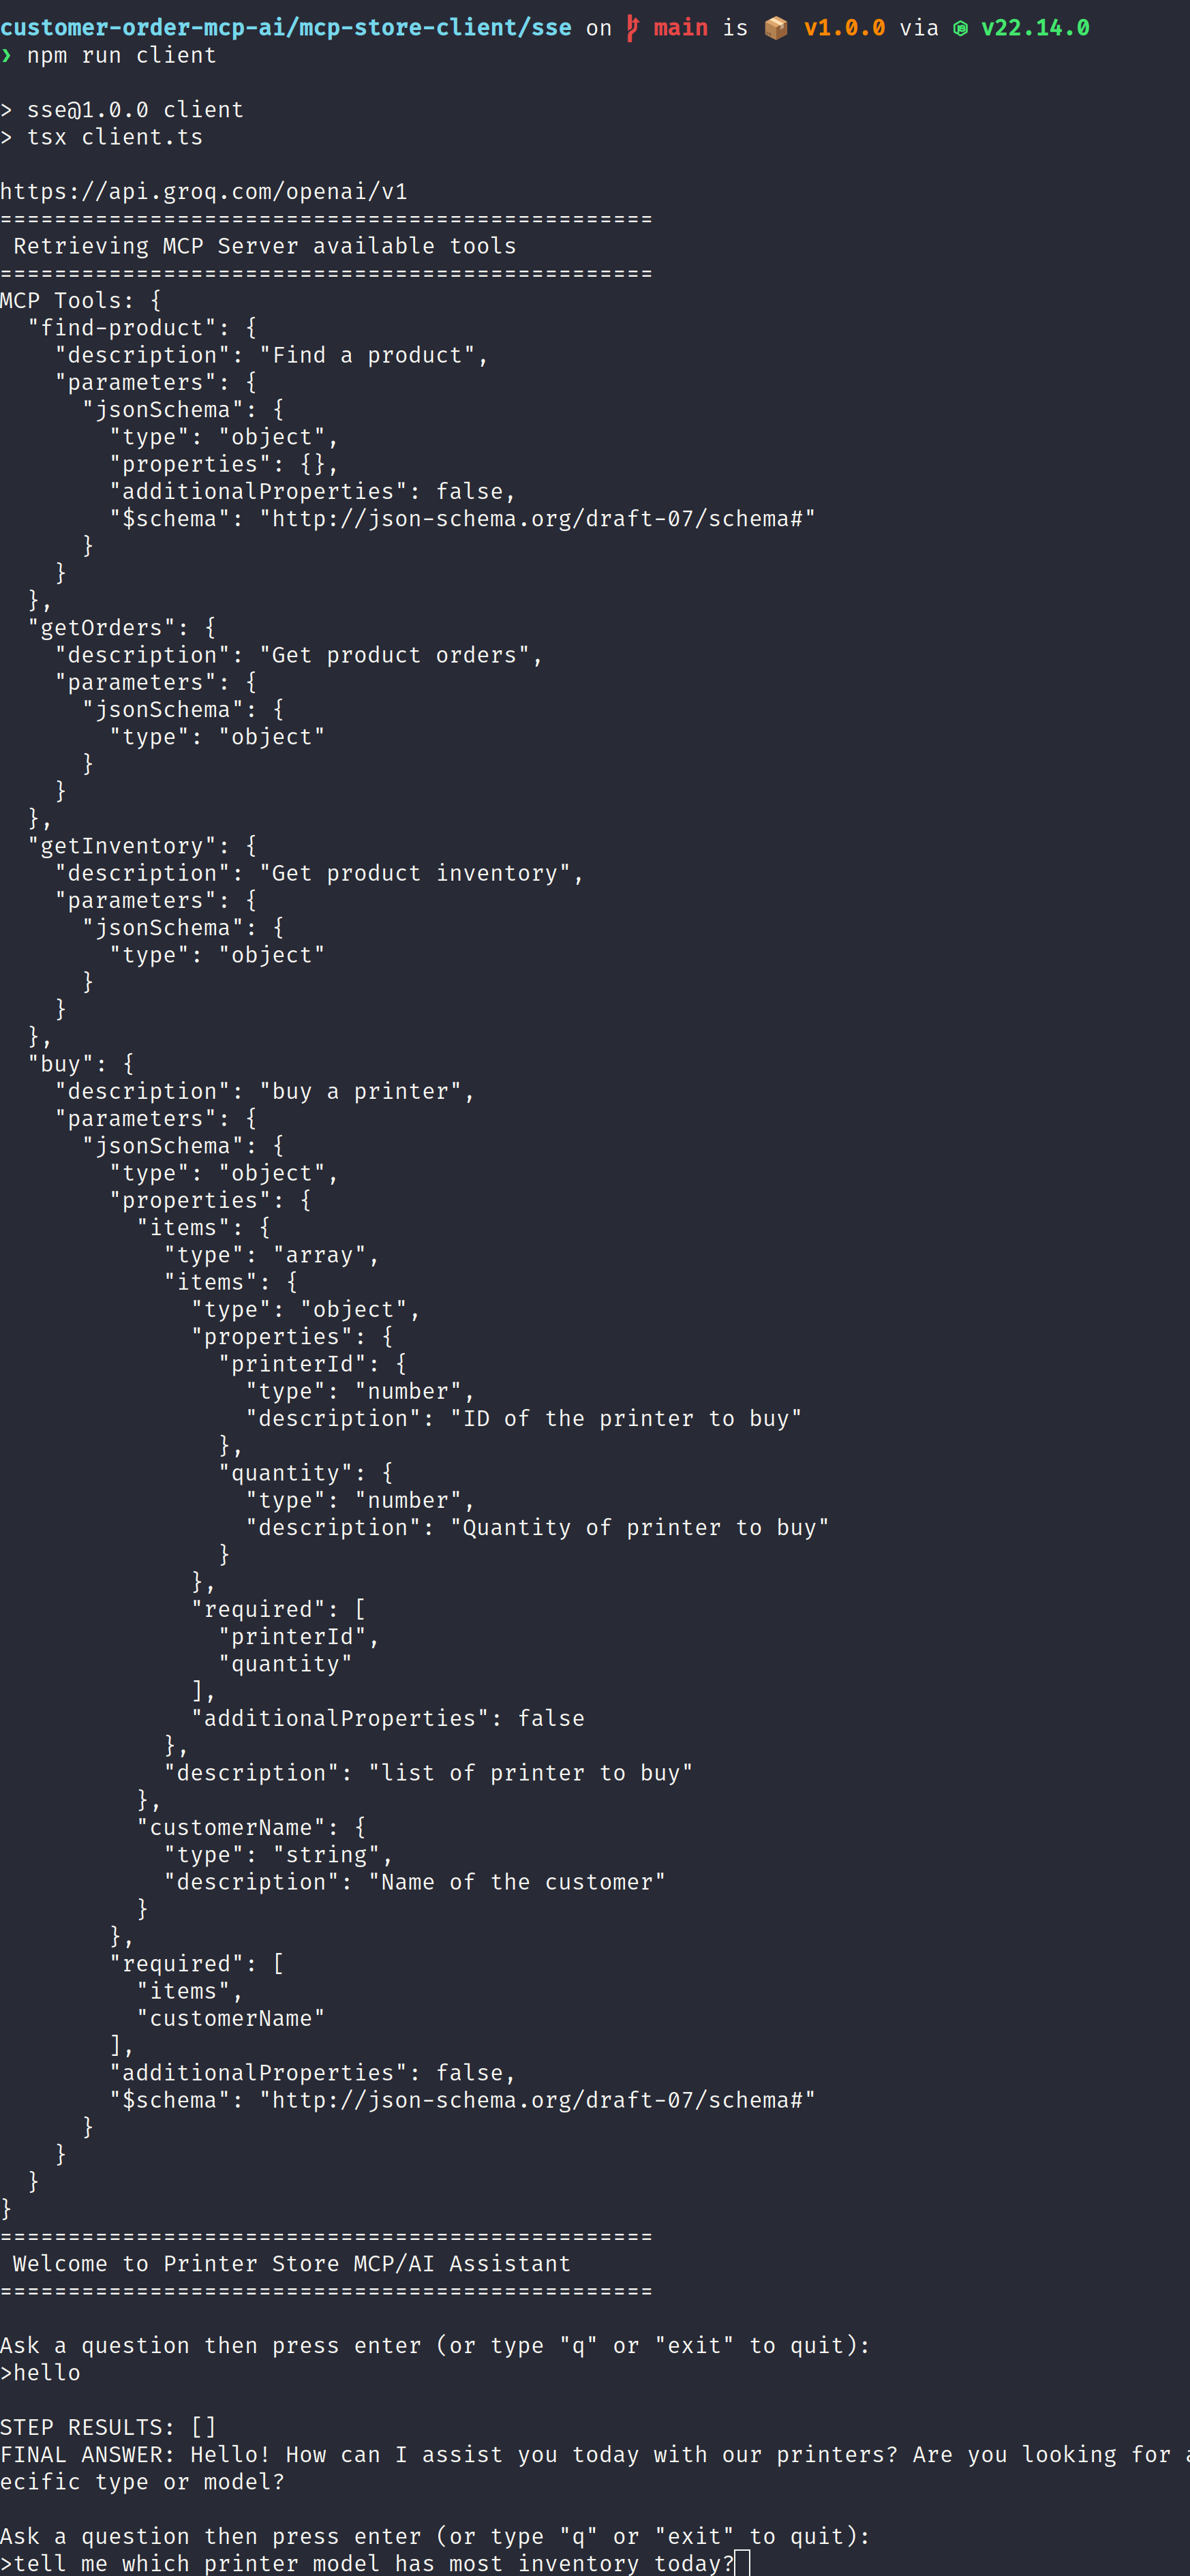 customer-order-mcp-ai/mcp-store-client/sse on main is 📦 v1.0.0 via v22.14.0
❯ npm run client
> sse@1.0.0 client
> tsx client.ts
https://api.groq.com/openai/v1
================================================
 Retrieving MCP Server available tools
================================================
MCP Tools: {
  "find-product": {
    "description": "Find a product",
    "parameters": {
      "jsonSchema": {
        "type": "object",
        "properties": {},
        "additionalProperties": false,
        "$schema": "http://json-schema.org/draft-07/schema#"
      }
    }
  },
  "getOrders": {
    "description": "Get product orders",
    "parameters": {
      "jsonSchema": {
        "type": "object"
      }
    }
  },
  "getInventory": {
    "description": "Get product inventory",
    "parameters": {
      "jsonSchema": {
        "type": "object"
      }
    }
  },
  "buy": {
    "description": "buy a printer",
    "parameters": {
      "jsonSchema": {
        "type": "object",
        "properties": {
          "items": {
            "type": "array",
            "items": {
              "type": "object",
              "properties": {
                "printerId": {
                  "type": "number",
                  "description": "ID of the printer to buy"
                },
                "quantity": {
                  "type": "number",
                  "description": "Quantity of printer to buy"
                }
              },
              "required": [
                "printerId",
                "quantity"
              ],
              "additionalProperties": false
            },
            "description": "list of printer to buy"
          },
          "customerName": {
            "type": "string",
            "description": "Name of the customer"
          }
        },
        "required": [
          "items",
          "customerName"
        ],
        "additionalProperties": false,
        "$schema": "http://json-schema.org/draft-07/schema#"
      }
    }
  }
}
================================================
 Welcome to Printer Store MCP/AI Assistant
================================================
Ask a question then press enter (or type "q" or "exit" to quit):
>hello
STEP RESULTS: []
FINAL ANSWER: Hello! How can I assist you today with our printers? Are you looking for
ecific type or model?
Ask a question then press enter (or type "q" or "exit" to quit):
>tell me which printer model has most inventory today?